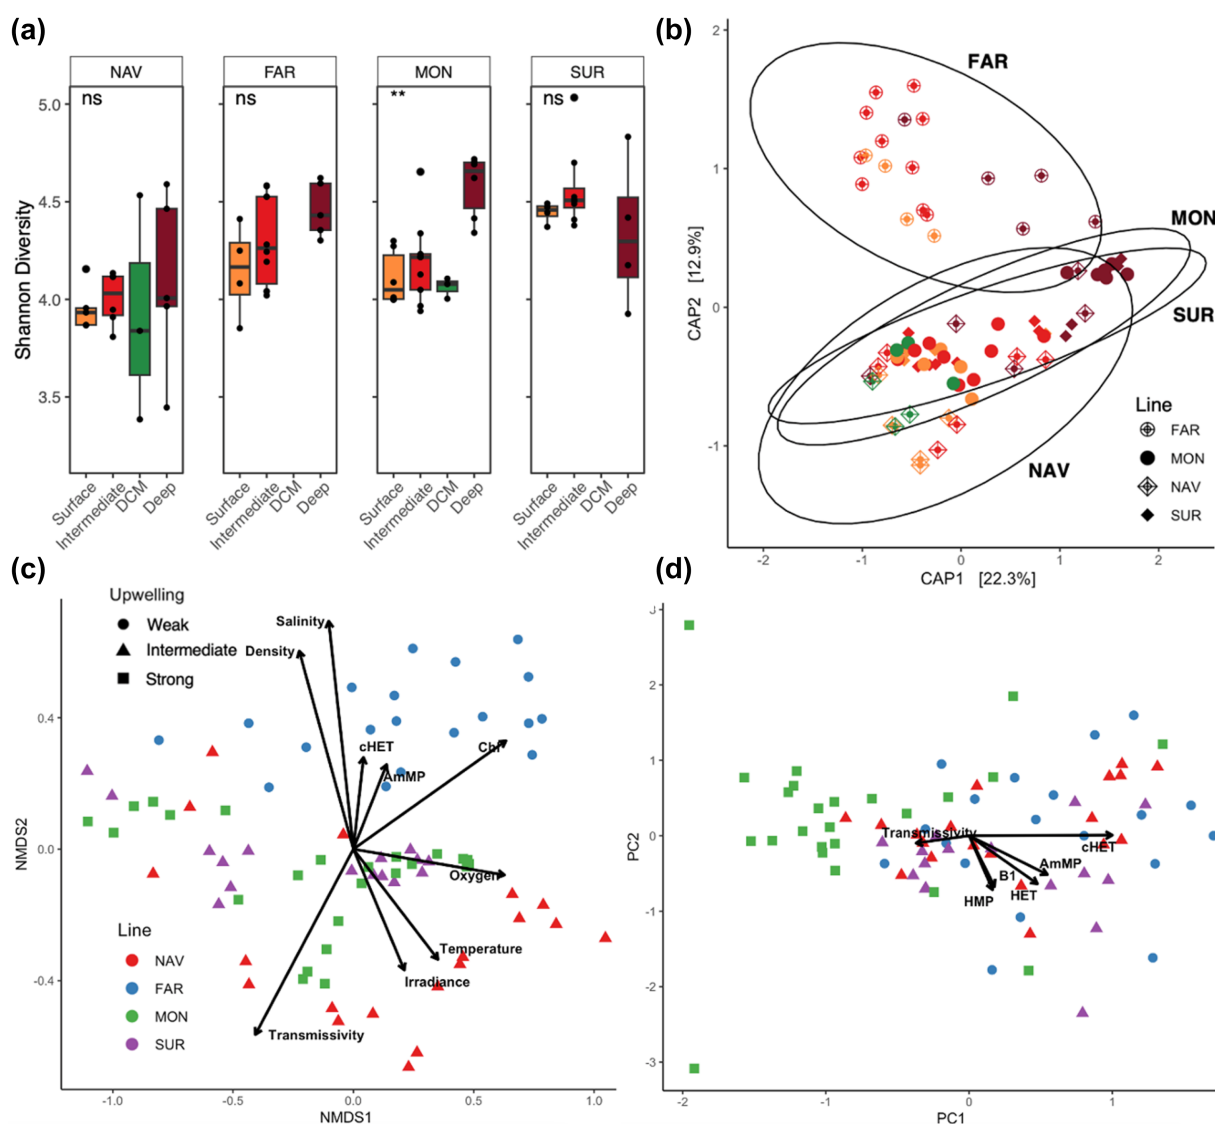 (a)
NAV
FAR
MON
SUR
ns
ns
**
ns
5.0
4.5
4.0
3.5
Shannon Diversity
Surface
Intermediate
DCM
Deep
Surface
Intermediate
DCM
Deep
Surface
Intermediate
DCM
Deep
Surface
Intermediate
DCM
Deep
(b)
2
1
0
-1
CAP2 [12.9%]
FAR
MON
SUR
NAV
Line
FAR
MON
NAV
SUR
-2
-1
0
1
2
CAP1 [22.3%]
(c)
Upwelling
Weak
Intermediate
Strong
Salinity
Density
cHET
AmMP
Chl
Oxygen
Temperature
Irradiance
Transmissivity
Line
NAV
FAR
MON
SUR
0.4
0.0
-0.4
NMDS2
-1.0
-0.5
0.0
0.5
1.0
NMDS1
(d)
2
1
0
-1
-2
-3
PC2
Transmissivity
cHET
AmMP
B1
HET
HMP
-2
-1
0
1
PC1